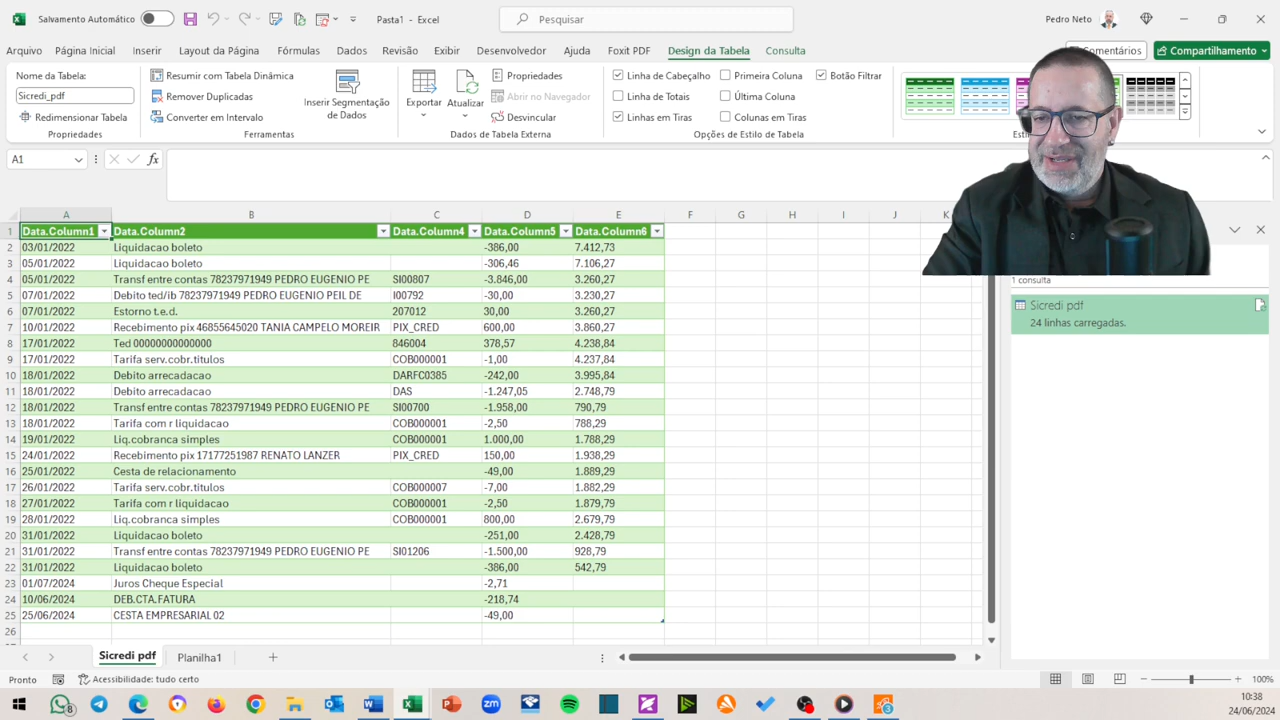 Salvamento Automático Pasta1 - Excel Pesquisar Pedro Neto
Arquivo Página Inicial Inserir Layout da Página Fórmulas Dados Revisão Exibir Desenvolvedor Ajuda Foxit PDF Design da Tabela Consulta Comentários Compartilhamento
Nome da Tabela: Resumir com Tabela Dinâmica Propriedades Linha de Cabeçalho Primeira Coluna Botão Filtrar
Sicredi_pdf Remover Duplicatas Abrir no Navegador Linha de Totais Última Coluna
Redimensionar Tabela Converter em Intervalo Inserir Segmentação de Dados Exportar Atualizar Desvincular Linhas em Tiras Colunas em Tiras
Propriedades Ferramentas Dados de Tabela Externa Opções de Estilo de Tabela
A1 fx
A B C D E F G H I J K
1 Data.Column1 Data.Column2 Data.Column4 Data.Column5 Data.Column6
2 03/01/2022 Liquidacao boleto -386,00 7.412,73
3 05/01/2022 Liquidacao boleto -306,46 7.106,27
4 05/01/2022 Transf entre contas 78237971949 PEDRO EUGENIO PE SI00807 -3.846,00 3.260,27
5 07/01/2022 Debito ted/ib 78237971949 PEDRO EUGENIO PEIL DE I00792 -30,00 3.230,27
6 07/01/2022 Estorno t.e.d. 207012 30,00 3.260,27
7 10/01/2022 Recebimento pix 46855645020 TANIA CAMPELO MOREIR PIX_CRED 600,00 3.860,27
8 17/01/2022 Ted 00000000000000 846004 378,57 4.238,84
9 17/01/2022 Tarifa serv.cobr.titulos COB000001 -1,00 4.237,84
10 18/01/2022 Debito arrecadacao DARFC0385 -242,00 3.995,84
11 18/01/2022 Debito arrecadacao DAS -1.247,05 2.748,79
12 18/01/2022 Transf entre contas 78237971949 PEDRO EUGENIO PE SI00700 -1.958,00 790,79
13 18/01/2022 Tarifa com r liquidacao COB000001 -2,50 788,29
14 19/01/2022 Liq.cobranca simples COB000001 1.000,00 1.788,29
15 24/01/2022 Recebimento pix 17177251987 RENATO LANZER PIX_CRED 150,00 1.938,29
16 25/01/2022 Cesta de relacionamento -49,00 1.889,29
17 26/01/2022 Tarifa serv.cobr.titulos COB000007 -7,00 1.882,29
18 27/01/2022 Tarifa com r liquidacao COB000001 -2,50 1.879,79
19 28/01/2022 Liq.cobranca simples COB000001 800,00 2.679,79
20 31/01/2022 Liquidacao boleto -251,00 2.428,79
21 31/01/2022 Transf entre contas 78237971949 PEDRO EUGENIO PE SI01206 -1.500,00 928,79
22 31/01/2022 Liquidacao boleto -386,00 542,79
23 01/07/2024 Juros Cheque Especial -2,71
24 10/06/2024 DEB.CTA.FATURA -218,74
25 25/06/2024 CESTA EMPRESARIAL 02 -49,00
26
1 consulta
Sicredi pdf
24 linhas carregadas.
Sicredi pdf Planilha1
Pronto Acessibilidade: tudo certo 100%
10:38
24/06/2024